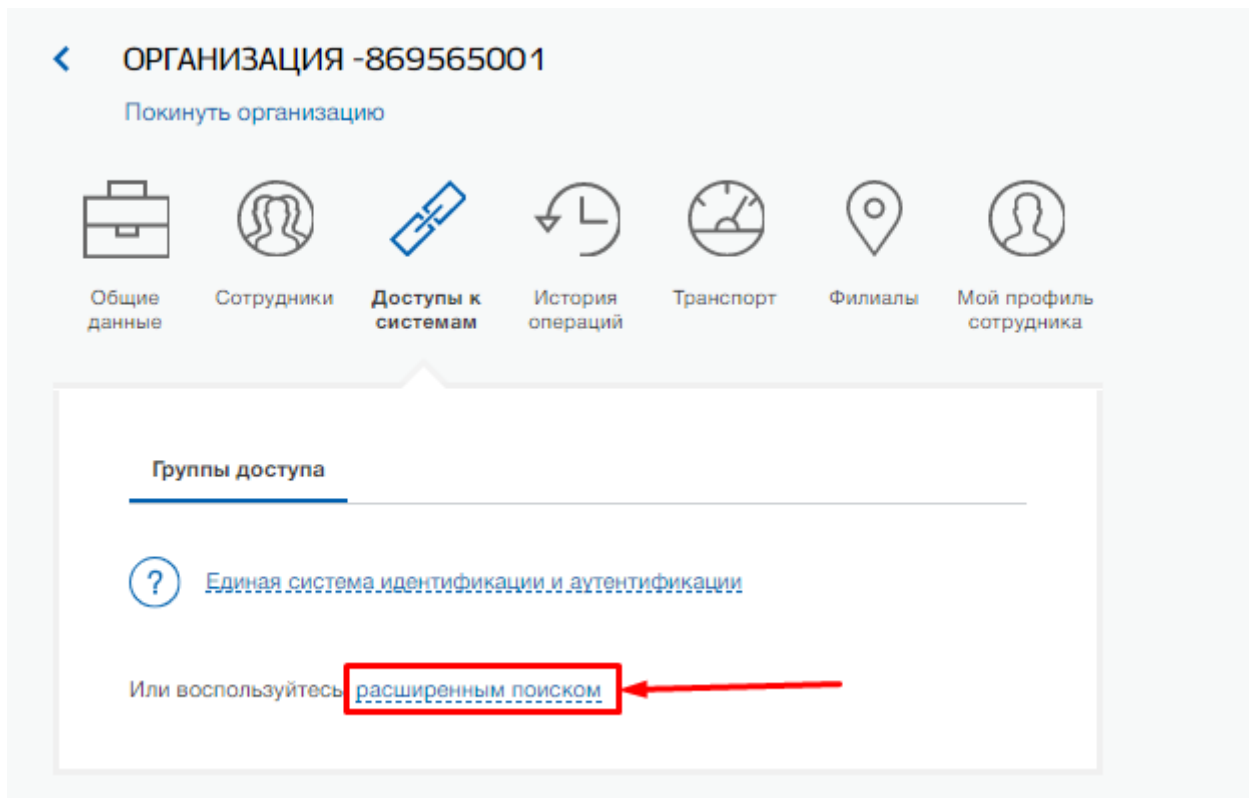 ОРГАНИЗАЦИЯ -869565001
Покинуть организацию
Общие данные
Сотрудники
Доступы к системам
История операций
Транспорт
Филиалы
Мой профиль сотрудника
Группы доступа
?
Единая система идентификации и аутентификации
Или воспользуйтесь расширенным поиском